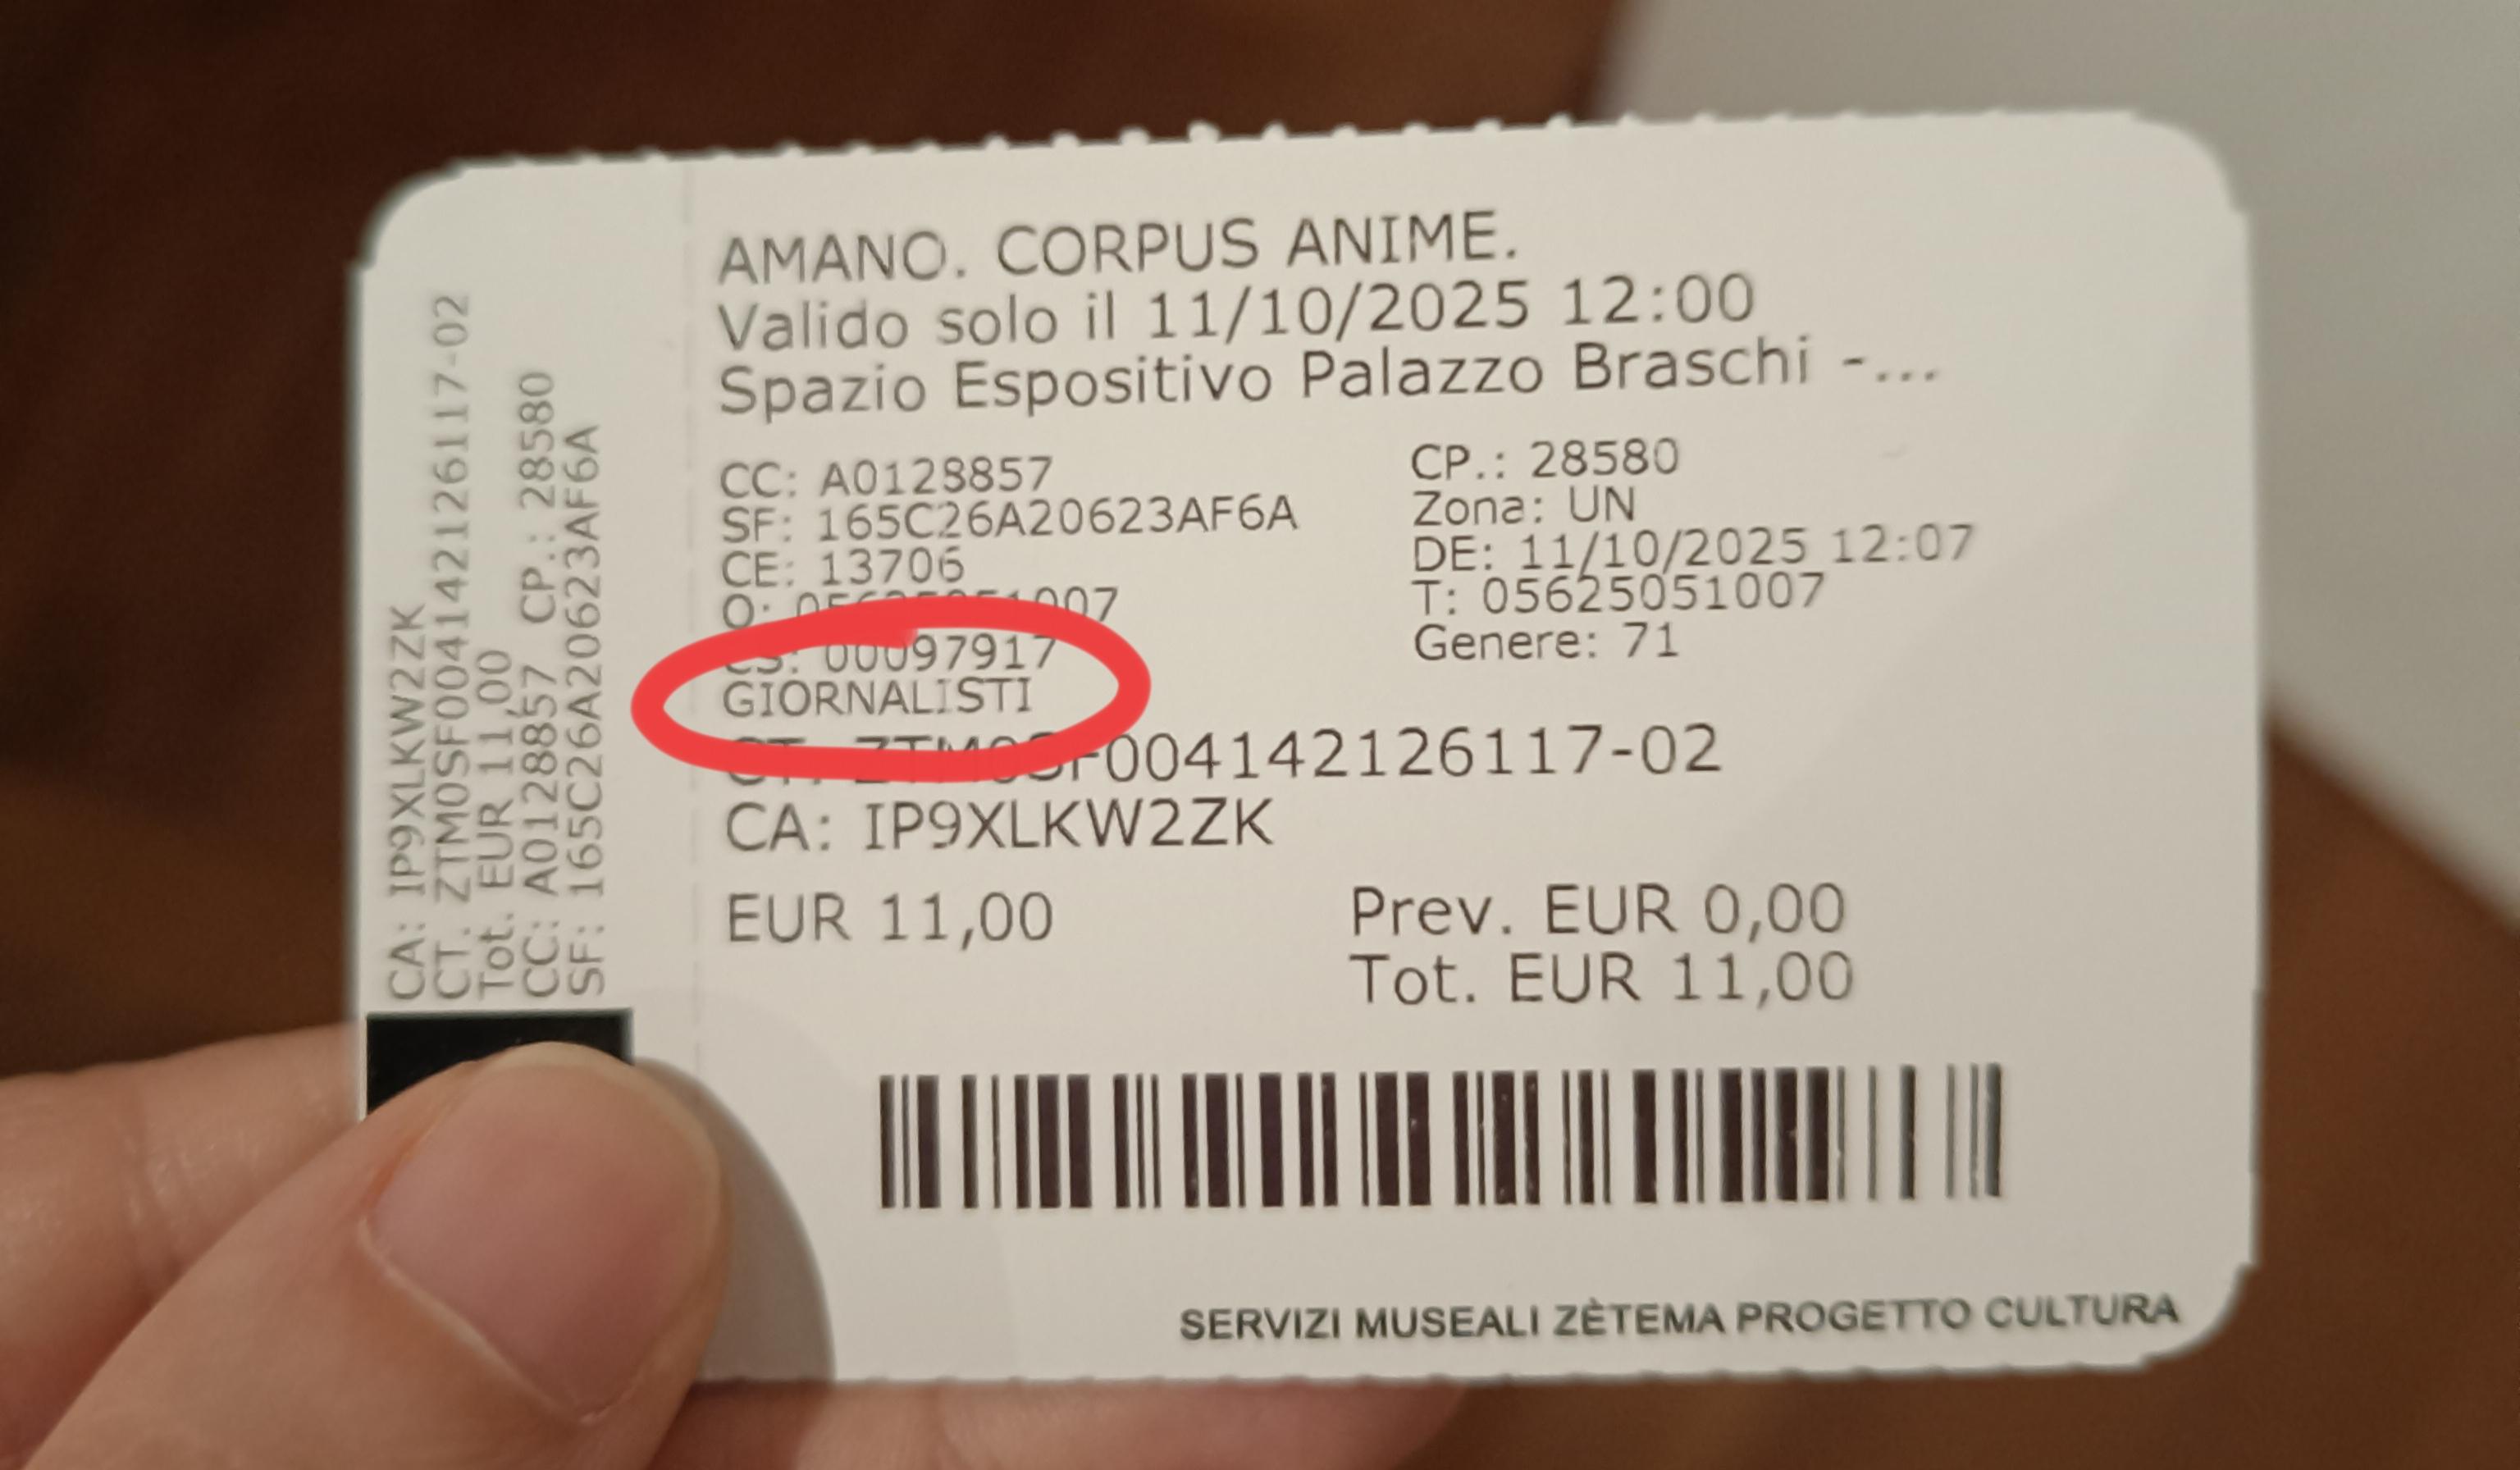 AMANO. CORPUS ANIME.
Valido solo il 11/10/2025 12:00
Spazio Espositivo Palazzo Braschi -...
CC: A0128857
SF: 165C26A20623AF6A
CE: 13706
O: 05625051007
CS: 00097917
GIORNALISTI
CP.: 28580
Zona: UN
DE: 11/10/2025 12:07
T: 05625051007
Genere: 71
CT. ZTM0SF004142126117-02
CA: IP9XLKW2ZK
EUR 11,00
Prev. EUR 0,00
Tot. EUR 11,00
SERVIZI MUSEALI ZÈTEMA PROGETTO CULTURA
CA: IP9XLKW2ZK
CT. ZTM0SF004142126117-02
Tot. EUR 11,00
CC: A0128857 CP.: 28580
SF: 165C26A20623AF6A